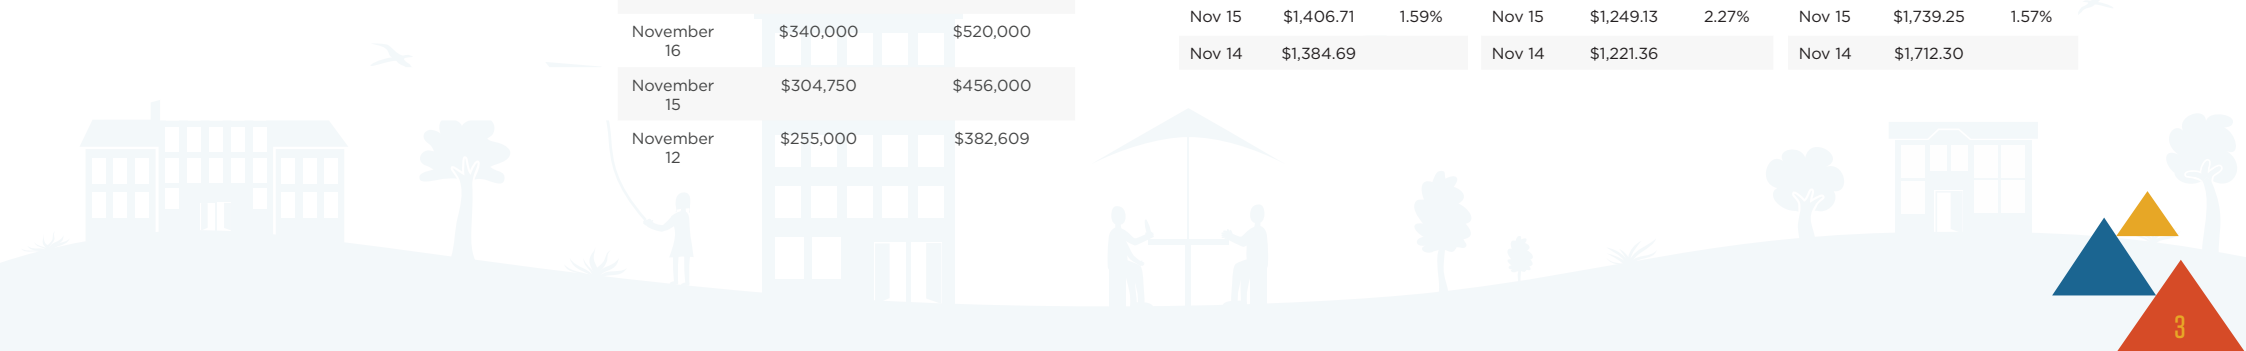 November $340,000 $520,000
16
November $304,750 $456,000
15
November $255,000 $382,609
12
Nov 15 $1,406.71 1.59% Nov 15 $1,249.13 2.27% Nov 15 $1,739.25 1.57%
Nov 14 $1,384.69 Nov 14 $1,221.36 Nov 14 $1,712.30
3